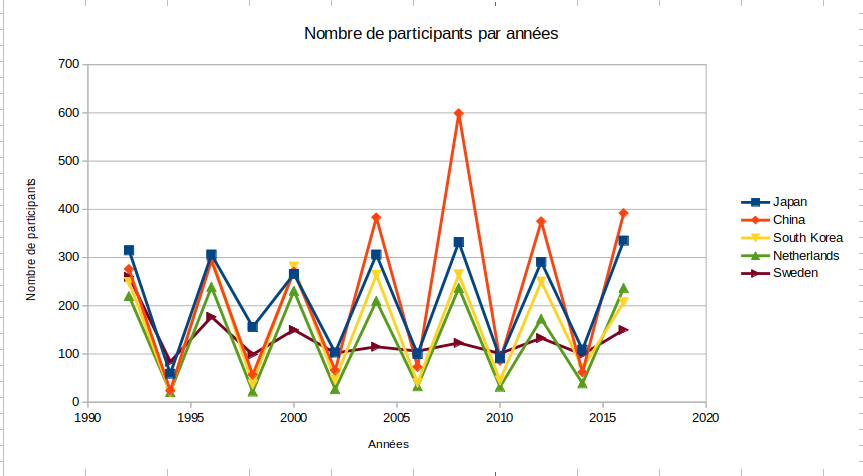 Nombre de participants par années
700
600
500
400
300
200
100
0
Nombre de participants
1990 1995 2000 2005 2010 2015 2020
Années
Japan
China
South Korea
Netherlands
Sweden